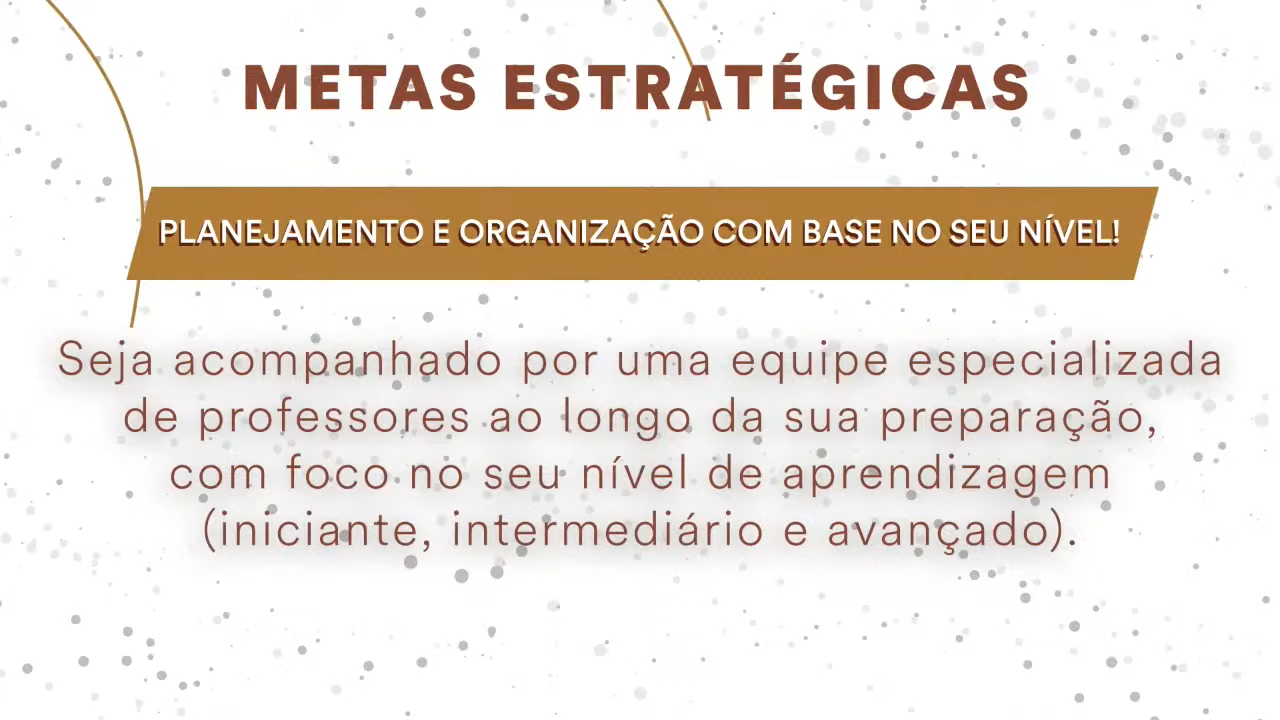 METAS ESTRATÉGICAS
PLANEJAMENTO E ORGANIZAÇÃO COM BASE NO SEU NÍVEL!
Seja acompanhado por uma equipe especializada
de professores ao longo da sua preparação,
com foco no seu nível de aprendizagem
(iniciante, intermediário e avançado).